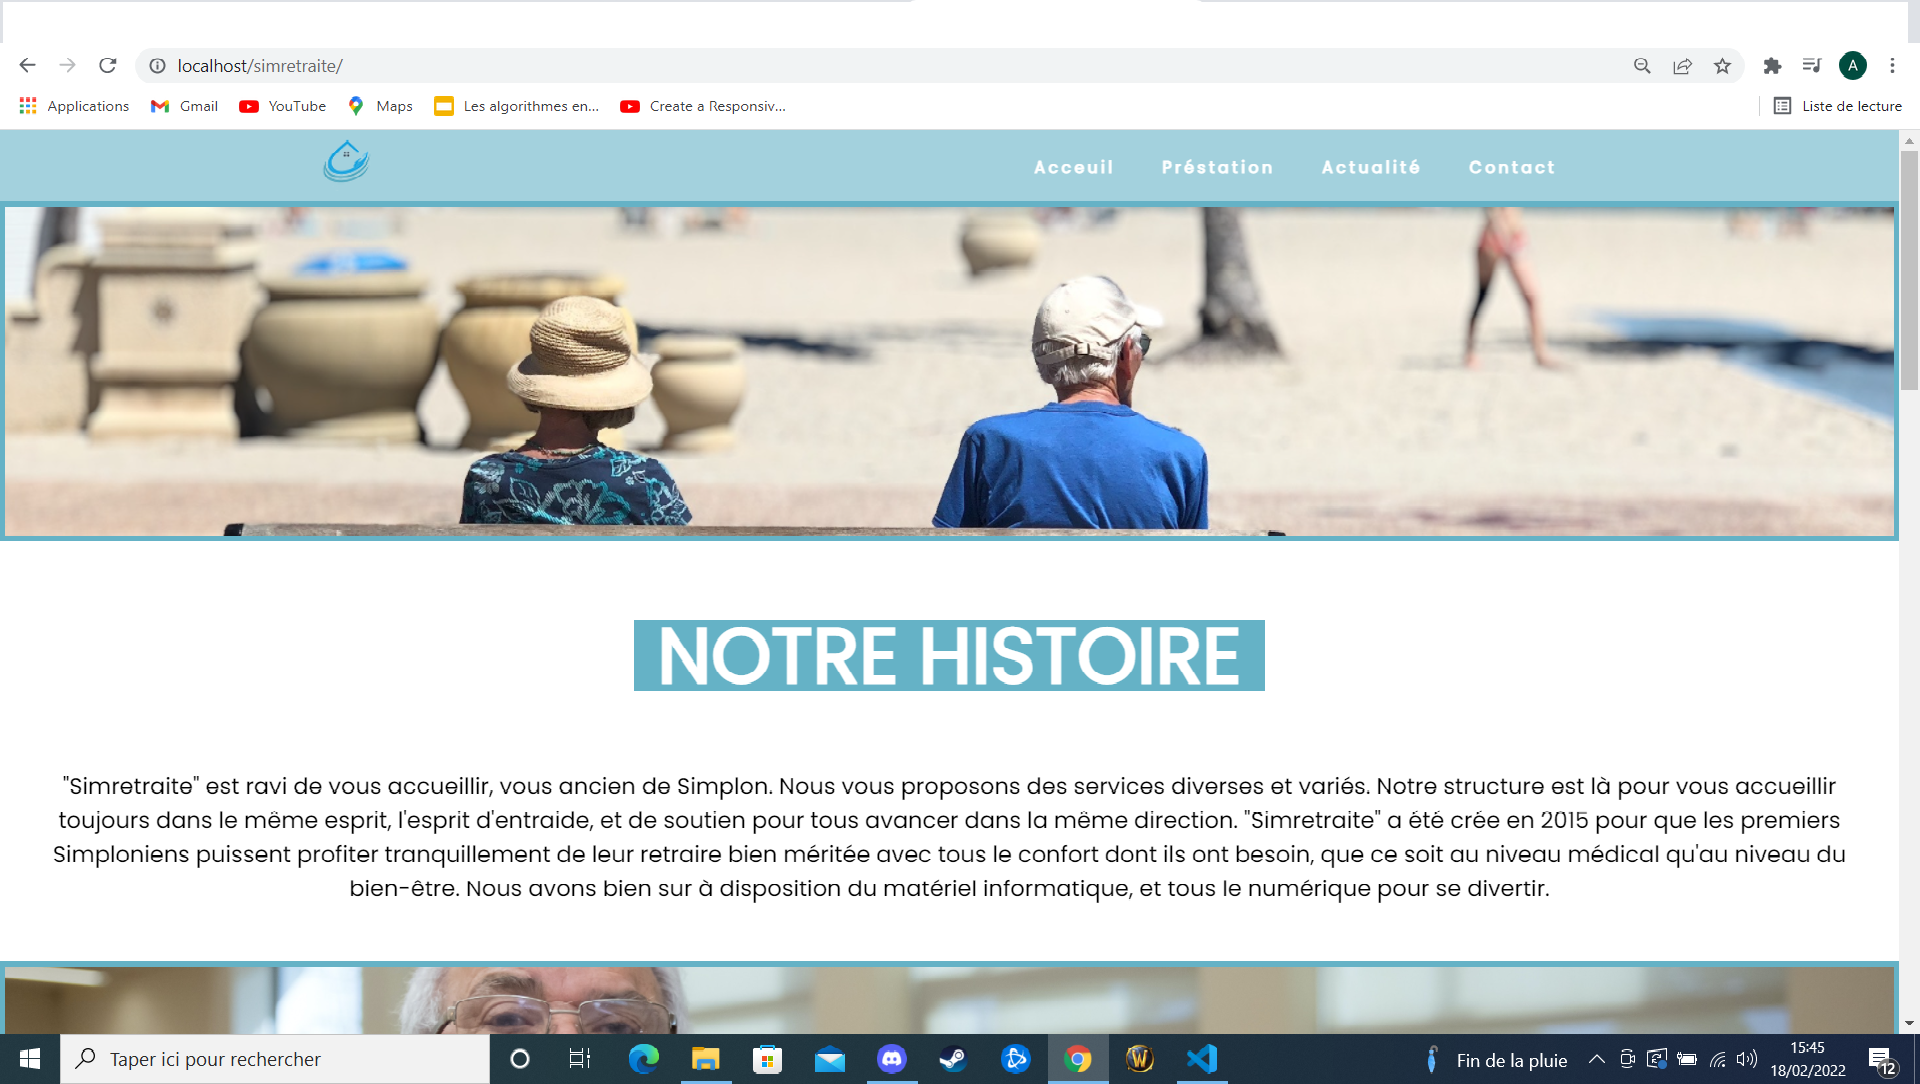 localhost/simretraite/
A
Applications Gmail YouTube Maps Les algorithmes en... Create a Responsiv... Liste de lecture
Acceuil Préstation Actualité Contact
NOTRE HISTOIRE
"Simretraite" est ravi de vous accueillir, vous ancien de Simplon. Nous vous proposons des services diverses et variés. Notre structure est là pour vous accueillir
toujours dans le même esprit, l'esprit d'entraide, et de soutien pour tous avancer dans la même direction. "Simretraite" a été crée en 2015 pour que les premiers
Simploniens puissent profiter tranquillement de leur retraire bien méritée avec tous le confort dont ils ont besoin, que ce soit au niveau médical qu'au niveau du
bien-être. Nous avons bien sur à disposition du matériel informatique, et tous le numérique pour se divertir.
Taper ici pour rechercher
Fin de la pluie
15:45
18/02/2022
12